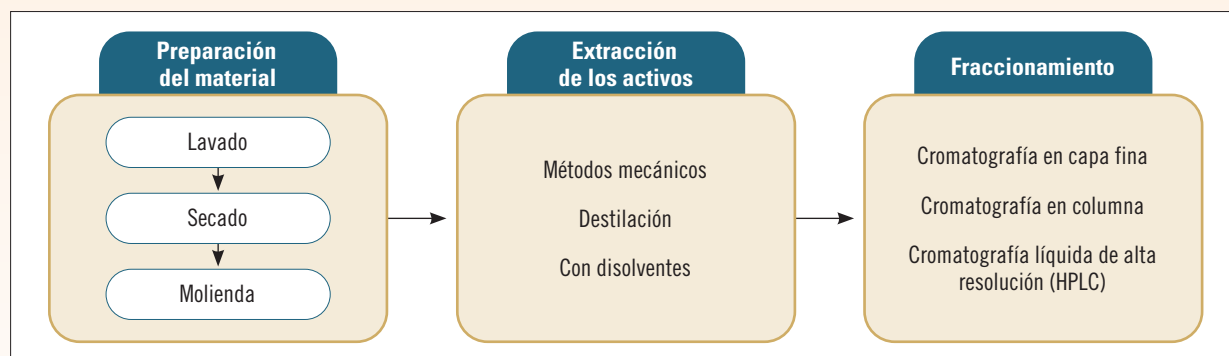 Preparación
del material
Lavado
Secado
Molienda
Extracción
de los activos
Métodos mecánicos
Destilación
Con disolventes
Fraccionamiento
Cromatografía en capa fina
Cromatografía en columna
Cromatografía líquida de alta
resolución (HPLC)